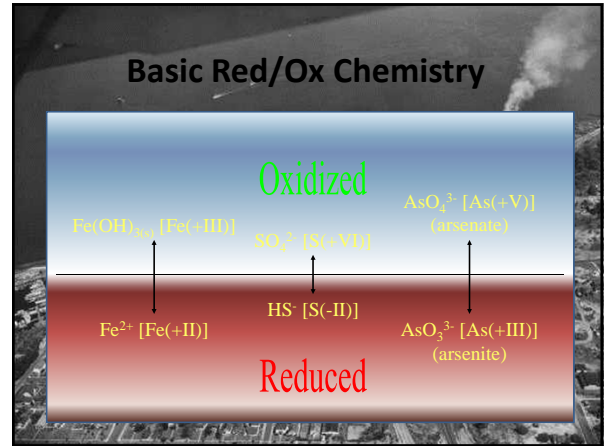 Basic Red/Ox Chemistry
Oxidized
Fe(OH)₃₍ₛ₎ [Fe(+III)]
SO₄²⁻ [S(+VI)]
AsO₄³⁻ [As(+V)]
(arsenate)
Fe²⁺ [Fe(+II)]
HS⁻ [S(-II)]
AsO₃³⁻ [As(+III)]
(arsenite)
Reduced